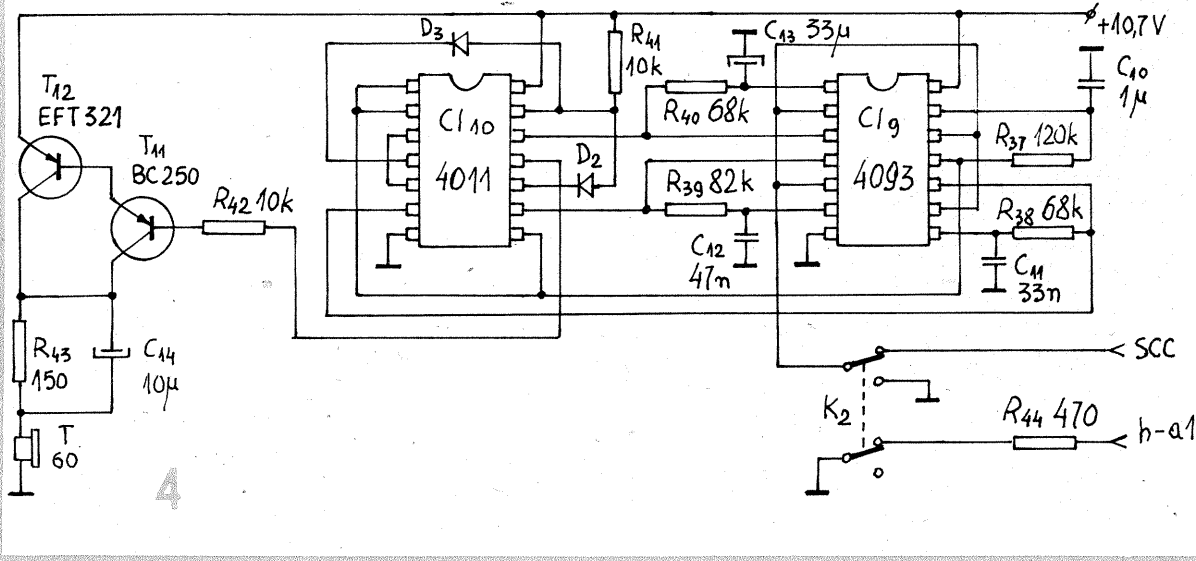 D3
R41
10k
C13 33μ
+10,7V
C10
1μ
T12
EFT321
T11
BC250
CI10
4011
R40 68k
CI9
4093
R37 120k
D2
R42 10k
R39 82k
C12
47n
R38 68k
C11
33n
R43
150
C14
10μ
SCC
K2
R44 470
h-a1
T
60
4